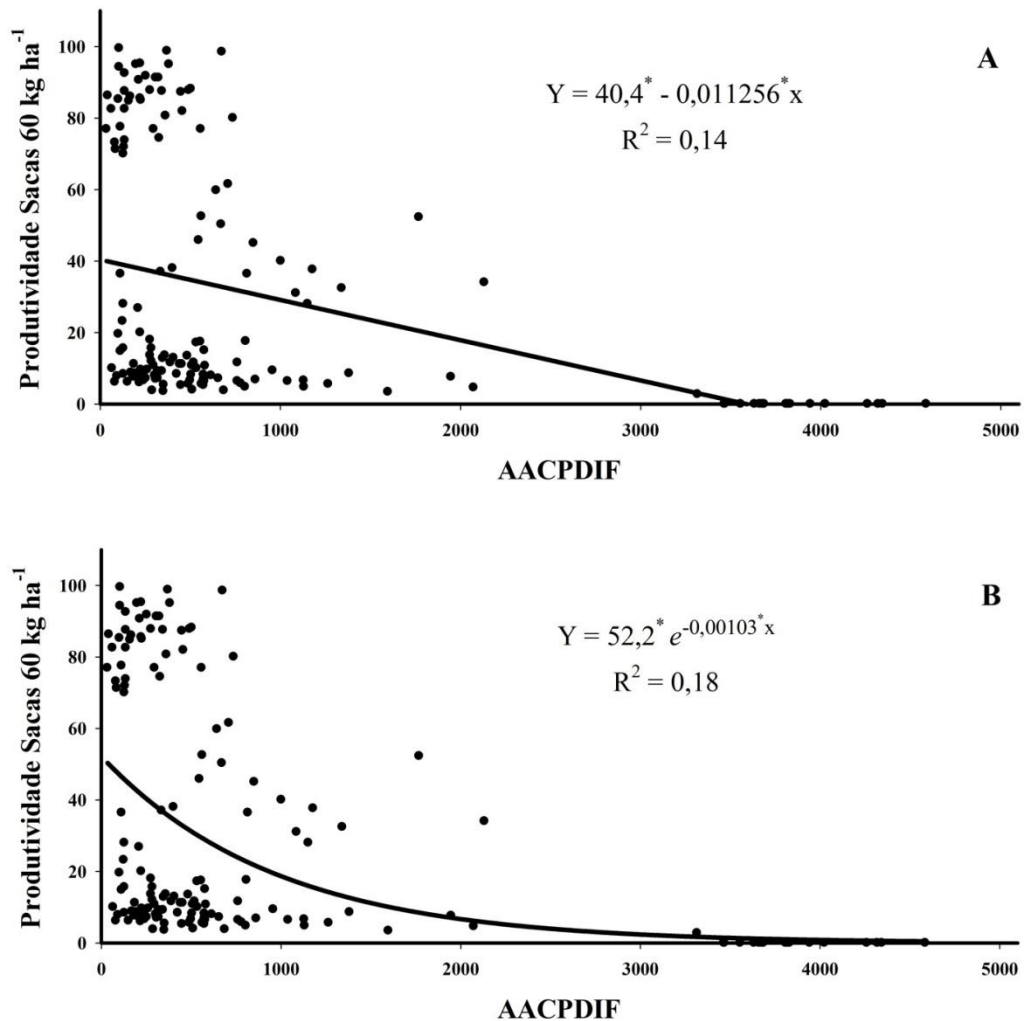 A
Y = 40,4* - 0,011256*x
R² = 0,14
Produtividade Sacas 60 kg ha⁻¹
100
80
60
40
20
0
0 1000 2000 3000 4000 5000
AACPDIF
B
Y = 52,2* e^-0,00103*x
R² = 0,18
Produtividade Sacas 60 kg ha⁻¹
100
80
60
40
20
0
0 1000 2000 3000 4000 5000
AACPDIF